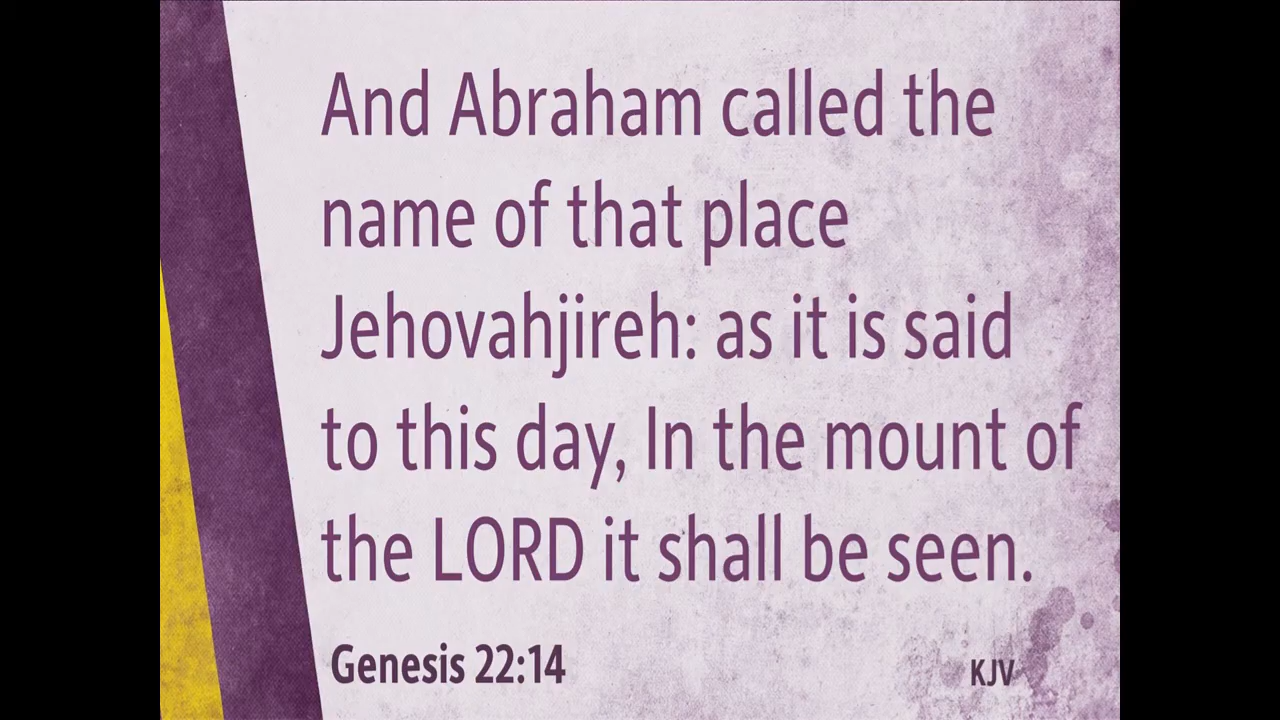 And Abraham called the
name of that place
Jehovahjireh: as it is said
to this day, In the mount of
the LORD it shall be seen.
Genesis 22:14
KJV